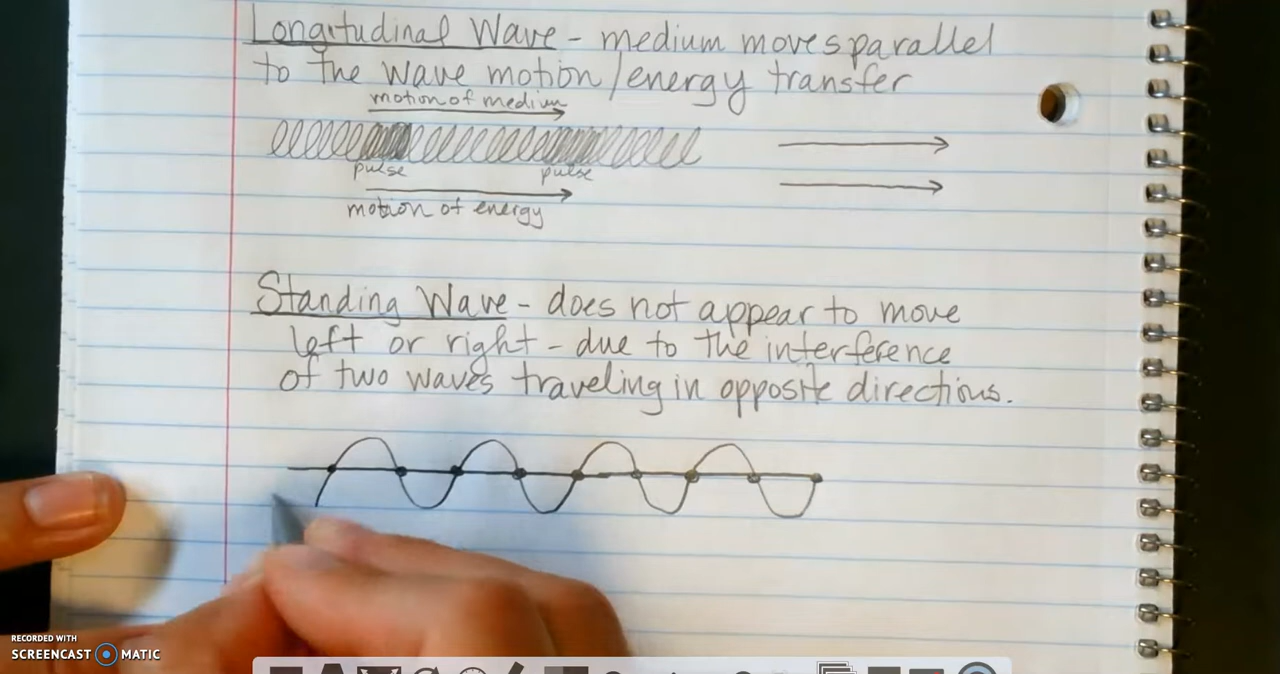 Longitudinal Wave - medium moves parallel
to the wave motion/energy transfer
motion of medium
pulse pulse
motion of energy
Standing Wave - does not appear to move
left or right - due to the interference
of two waves traveling in opposite directions.
RECORDED WITH
SCREENCAST MATIC